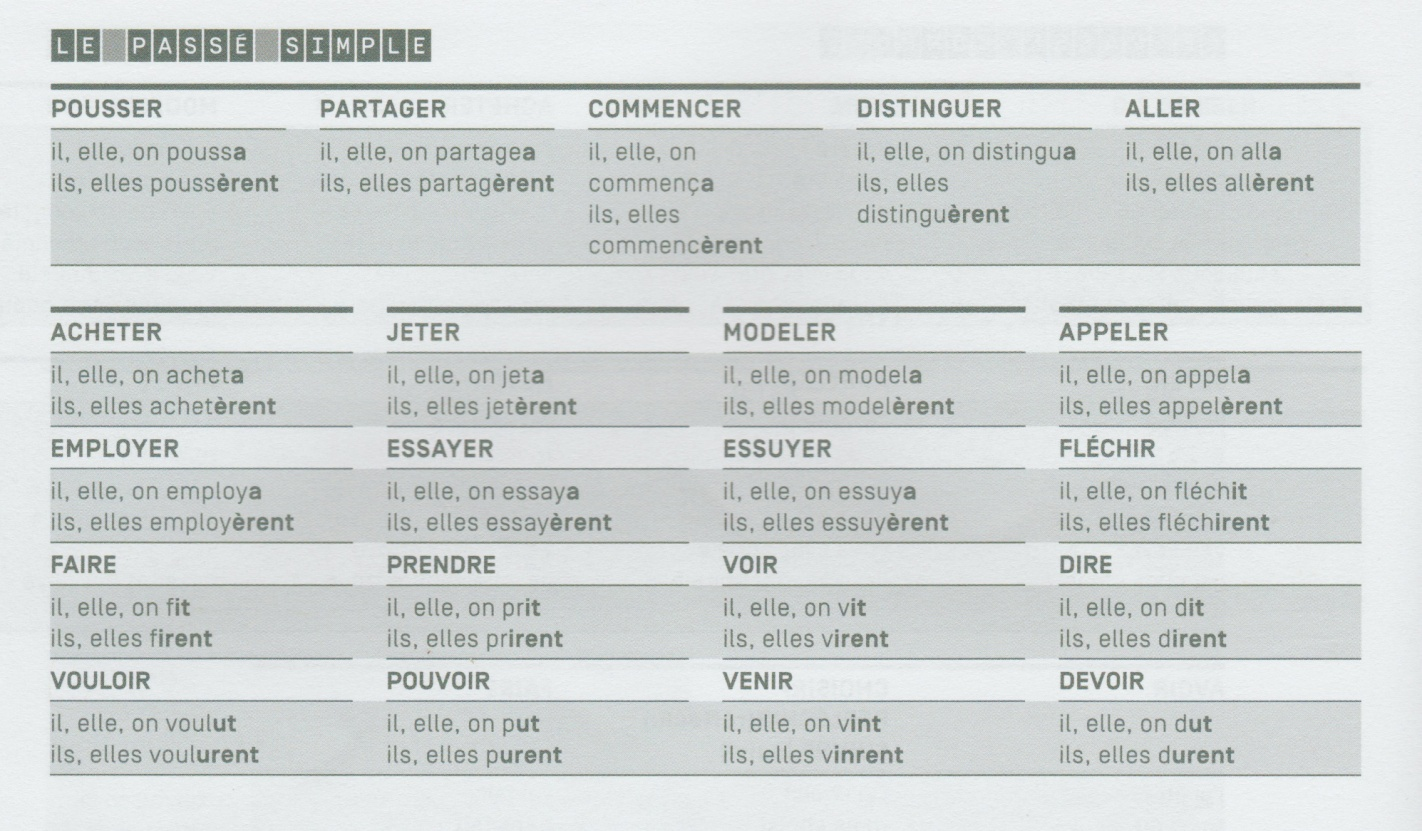 LE PASSÉ SIMPLE
POUSSER
il, elle, on poussa
ils, elles poussèrent
PARTAGER
il, elle, on partagea
ils, elles partagèrent
COMMENCER
il, elle, on
commença
ils, elles
commencèrent
DISTINGUER
il, elle, on distingua
ils, elles
distinguèrent
ALLER
il, elle, on alla
ils, elles allèrent
ACHETER
il, elle, on acheta
ils, elles achetèrent
JETER
il, elle, on jeta
ils, elles jetèrent
MODELER
il, elle, on modela
ils, elles modelèrent
APPELER
il, elle, on appela
ils, elles appelèrent
EMPLOYER
il, elle, on employa
ils, elles employèrent
ESSAYER
il, elle, on essaya
ils, elles essayèrent
ESSUYER
il, elle, on essuya
ils, elles essuyèrent
FLÉCHIR
il, elle, on fléchit
ils, elles fléchirent
FAIRE
il, elle, on fit
ils, elles firent
PRENDRE
il, elle, on prit
ils, elles prirent
VOIR
il, elle, on vit
ils, elles virent
DIRE
il, elle, on dit
ils, elles dirent
VOULOIR
il, elle, on voulut
ils, elles voulurent
POUVOIR
il, elle, on put
ils, elles purent
VENIR
il, elle, on vint
ils, elles vinrent
DEVOIR
il, elle, on dut
ils, elles durent